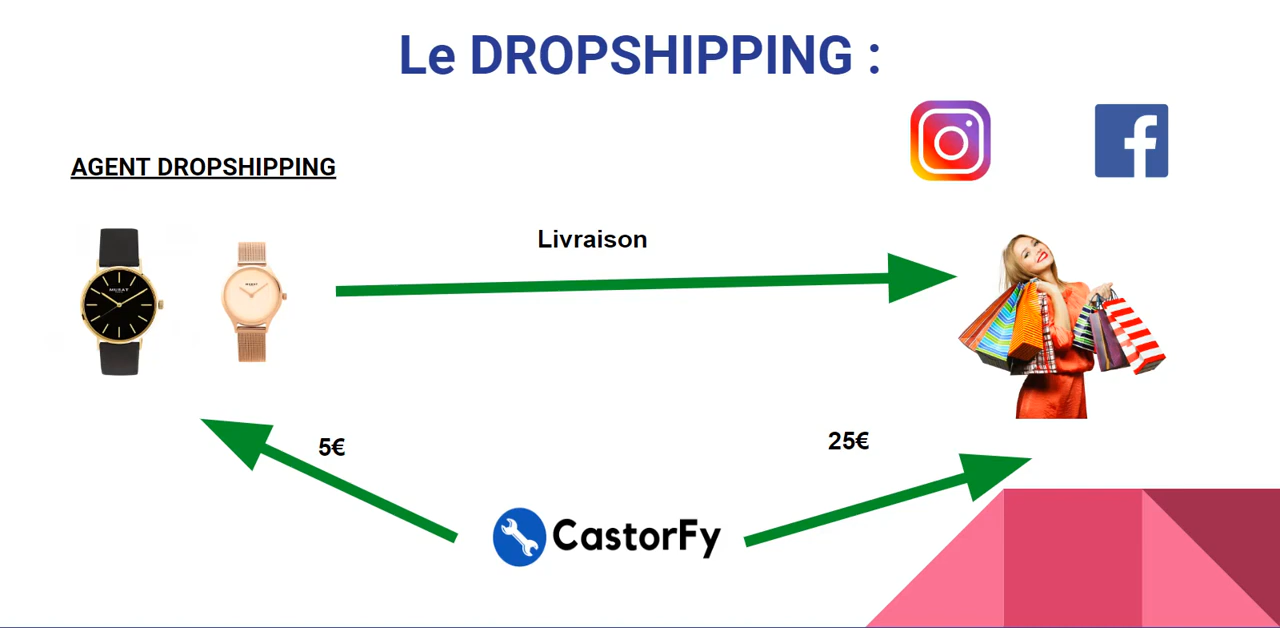 Le DROPSHIPPING :
AGENT DROPSHIPPING
Livraison
5€
25€
CastorFy